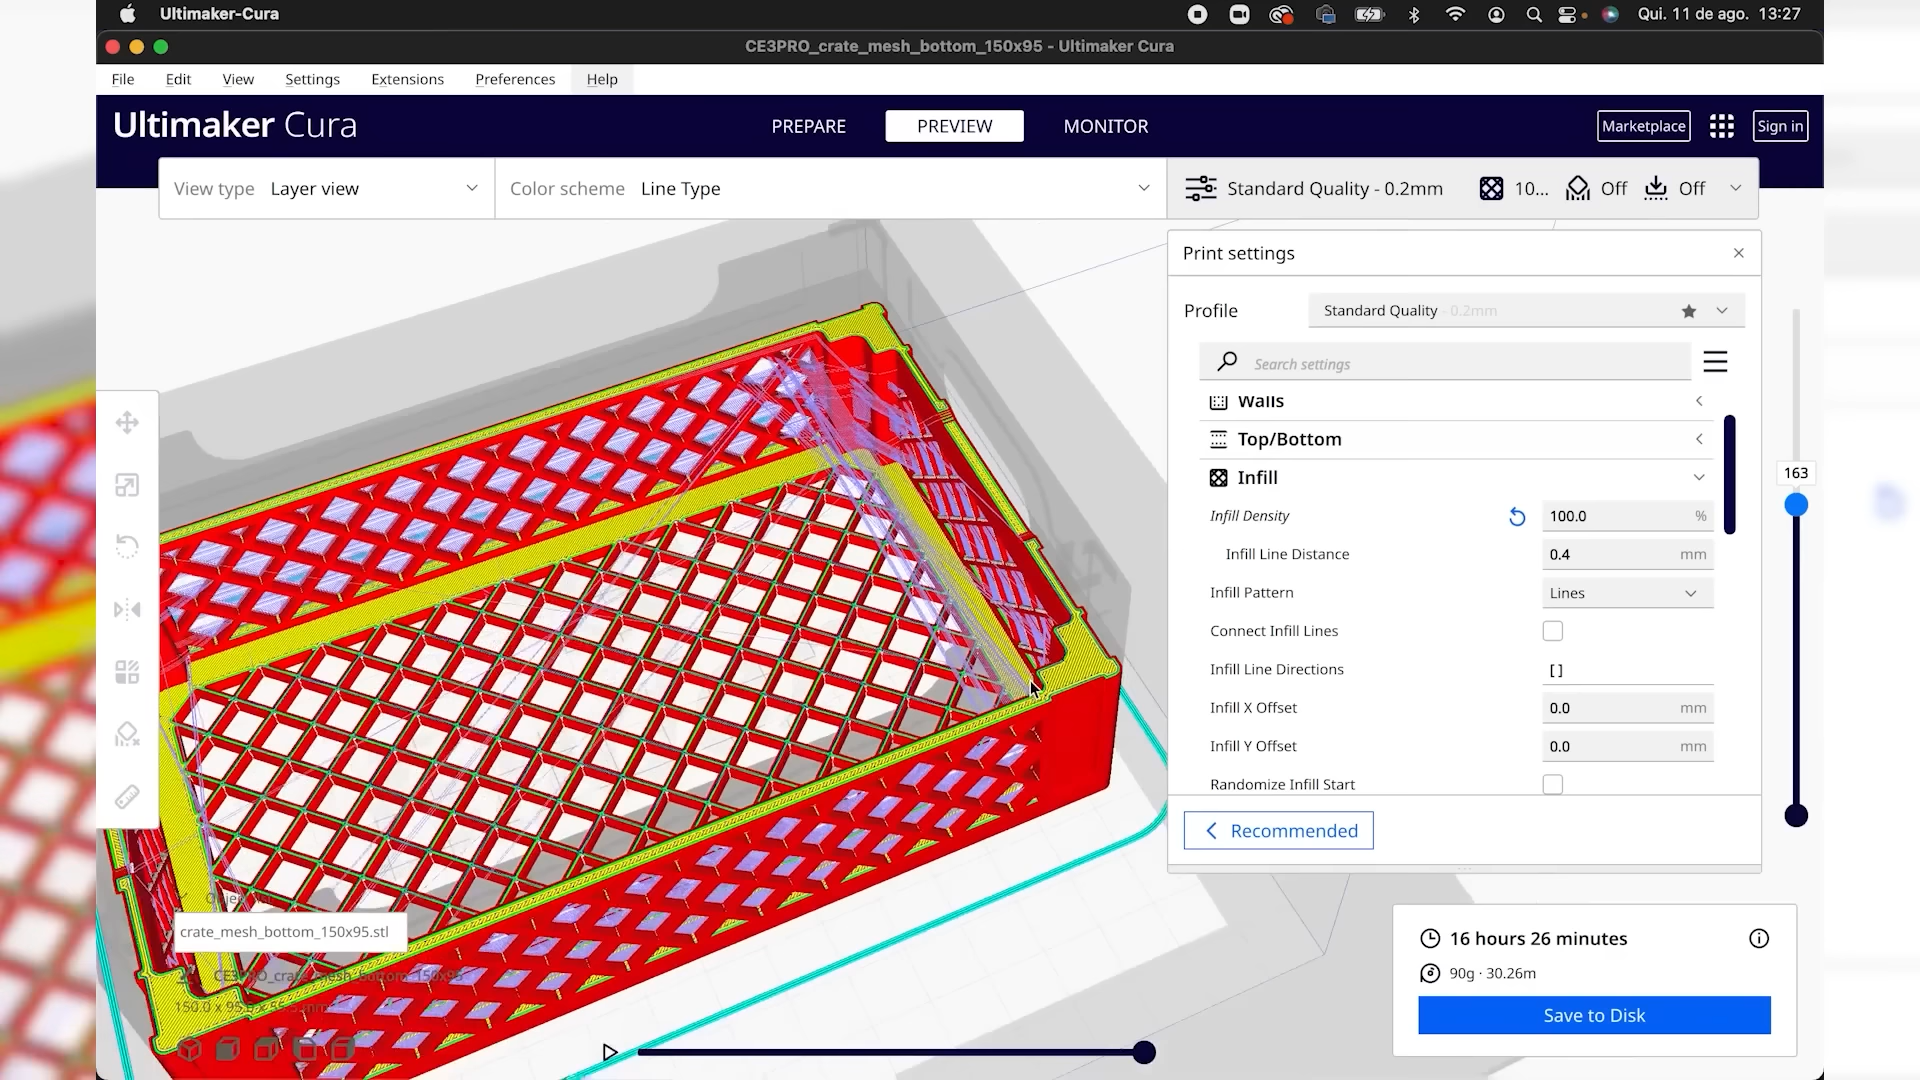 Ultimaker-Cura
Qui. 11 de ago. 13:27
CE3PRO_crate_mesh_bottom_150x95 - Ultimaker Cura
File Edit View Settings Extensions Preferences Help
Ultimaker Cura
PREPARE PREVIEW MONITOR
Marketplace
Sign in
View type Layer view
Color scheme Line Type
Standard Quality - 0.2mm 10... Off Off
Print settings
Profile Standard Quality - 0.2mm
Search settings
Walls
Top/Bottom
Infill
Infill Density 100.0 %
Infill Line Distance 0.4 mm
Infill Pattern Lines
Connect Infill Lines
Infill Line Directions []
Infill X Offset 0.0 mm
Infill Y Offset 0.0 mm
Randomize Infill Start
Recommended
163
crate_mesh_bottom_150x95.stl
CE3PRO_crate_mesh_bottom_150x95
16 hours 26 minutes
90g · 30.26m
Save to Disk